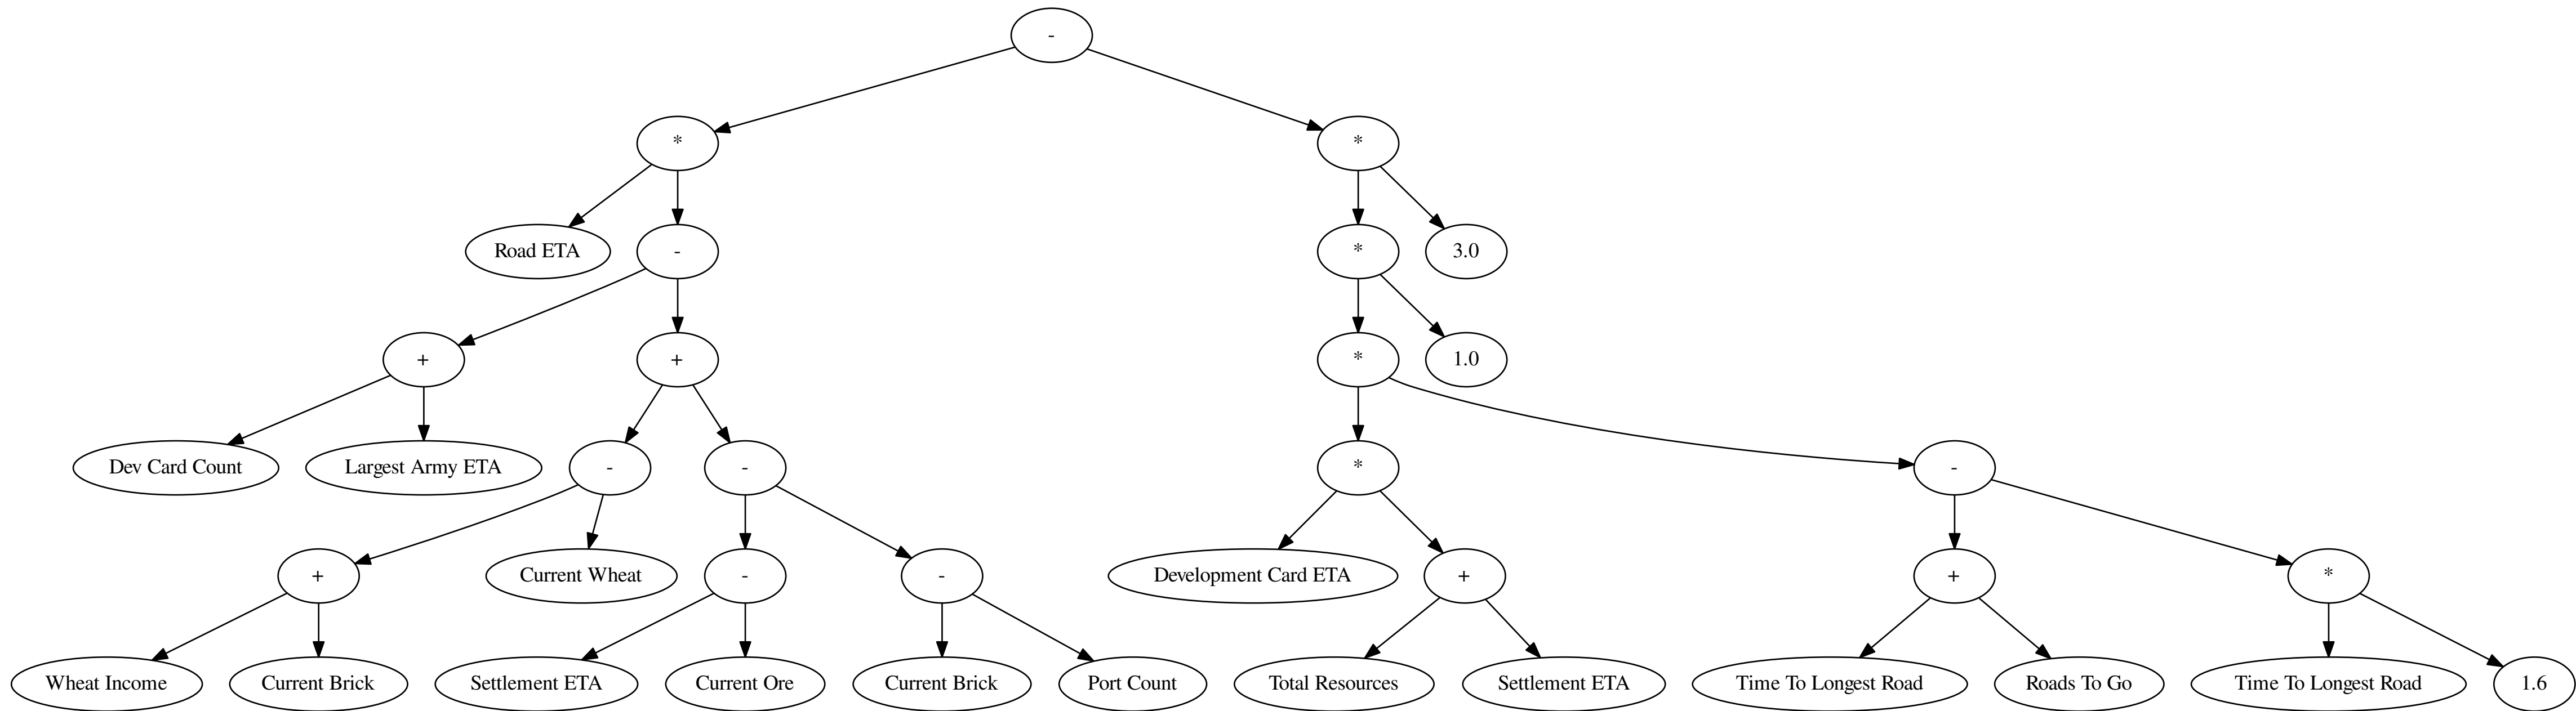 -
* *
Road ETA - * 3.0
+ + * 1.0
Dev Card Count Largest Army ETA - - * -
+ Current Wheat - - Development Card ETA + + *
Wheat Income Current Brick Settlement ETA Current Ore Current Brick Port Count Total Resources Settlement ETA Time To Longest Road Roads To Go Time To Longest Road 1.6